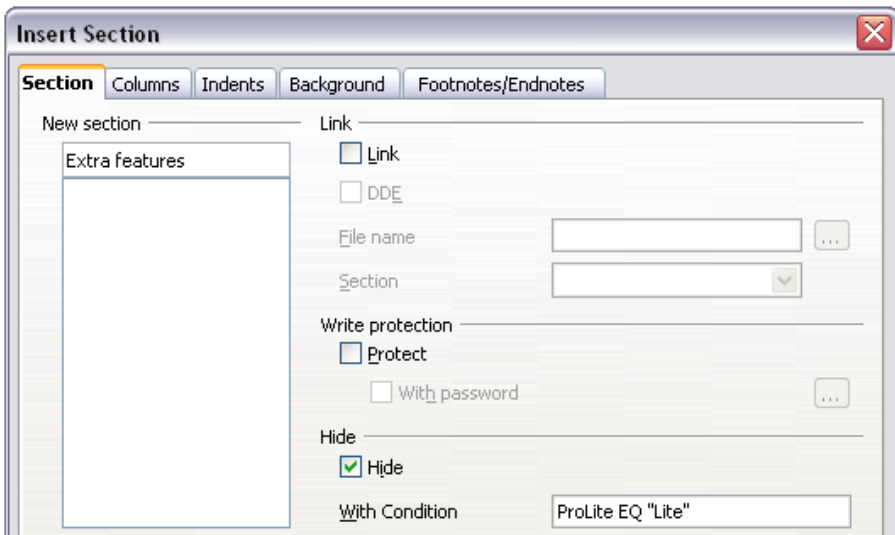 Insert Section
Section Columns Indents Background Footnotes/Endnotes
New section
Extra features
Link
Link
DDE
File name
...
Section
Write protection
Protect
With password
...
Hide
Hide
With Condition
ProLite EQ "Lite"